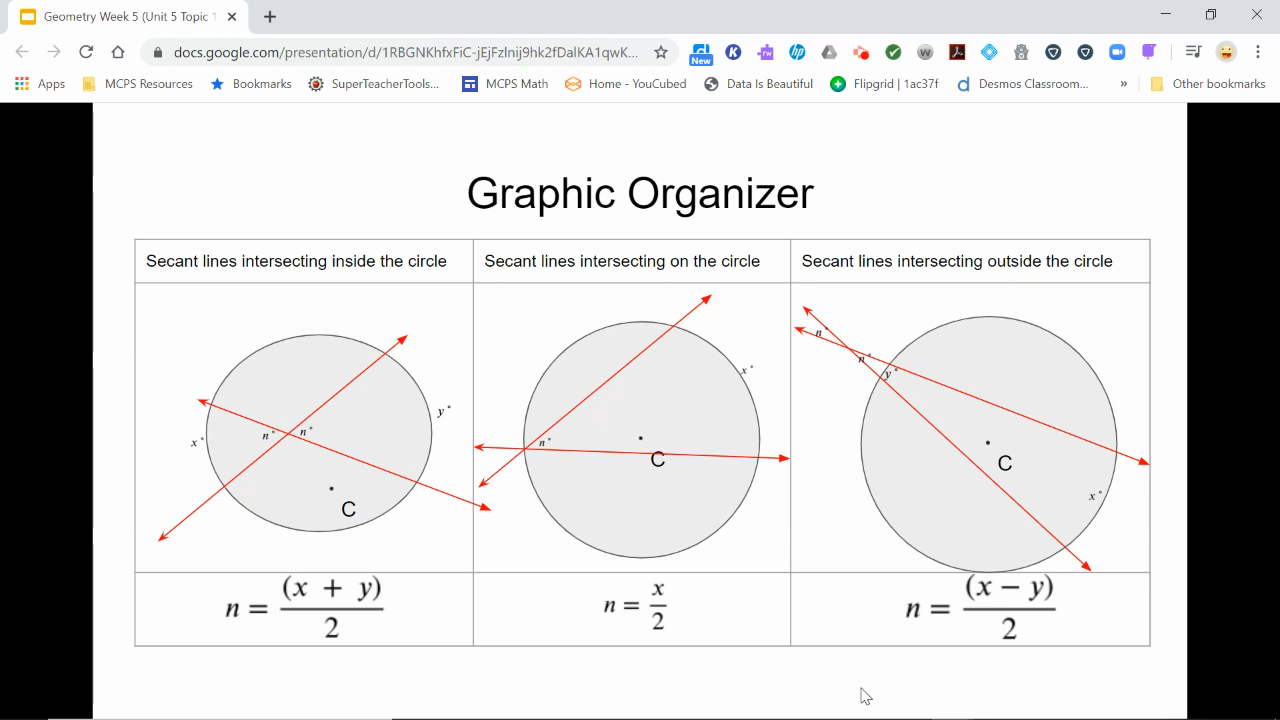 Geometry Week 5 (Unit 5 Topic 1
docs.google.com/presentation/d/1RBGNKhfxFiC-jEjFzlnij9hk2fDalKA1qwK...
New
Apps MCPS Resources Bookmarks SuperTeacherTools... MCPS Math Home - YouCubed Data Is Beautiful Flipgrid | 1ac37f Desmos Classroom... » Other bookmarks
Graphic Organizer
Secant lines intersecting inside the circle
Secant lines intersecting on the circle
Secant lines intersecting outside the circle
x° n° n° y°
C
x°
n°
C
n°
n°
y°
C
x°
n = (x + y)/2
n = x/2
n = (x − y)/2